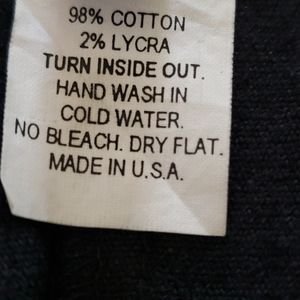 98% COTTON
2% LYCRA
TURN INSIDE OUT.
HAND WASH IN
COLD WATER.
NO BLEACH. DRY FLAT.
MADE IN U.S.A.